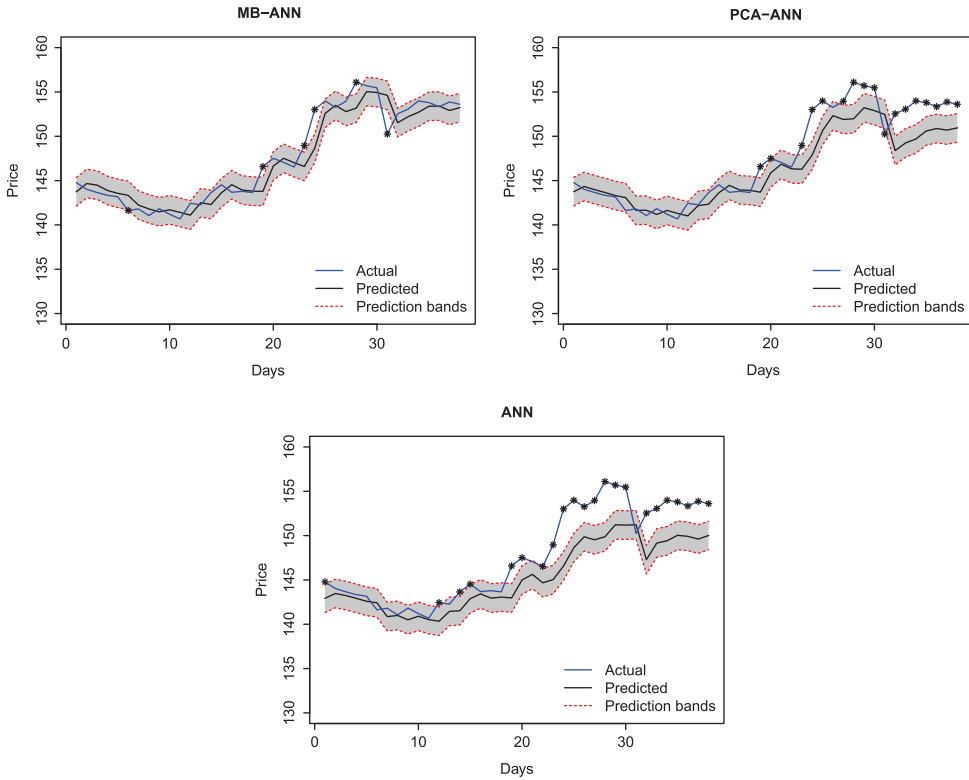 MB−ANN
160
155
150
145
140
135
130
Price
0
10
20
30
Days
Actual
Predicted
Prediction bands
PCA−ANN
160
155
150
145
140
135
130
Price
0
10
20
30
Days
Actual
Predicted
Prediction bands
ANN
160
155
150
145
140
135
130
Price
0
10
20
30
Days
Actual
Predicted
Prediction bands